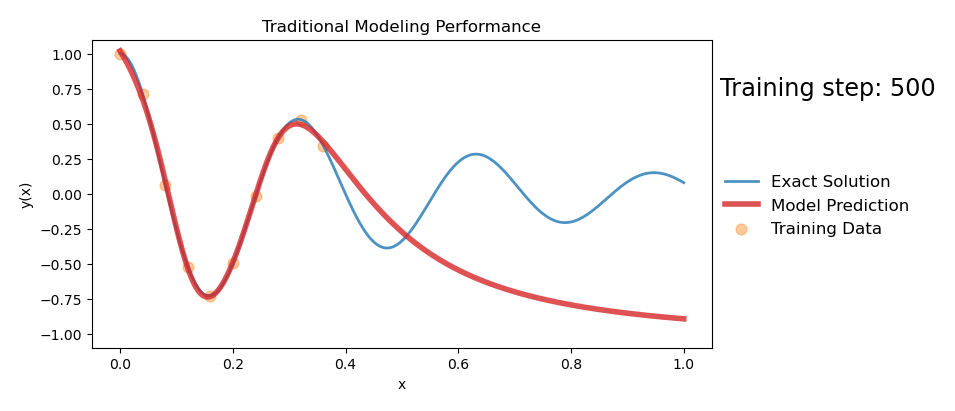 Traditional Modeling Performance
Training step: 500
1.00
0.75
0.50
0.25
0.00
−0.25
−0.50
−0.75
−1.00
y(x)
0.0
0.2
0.4
0.6
0.8
1.0
x
Exact Solution
Model Prediction
Training Data